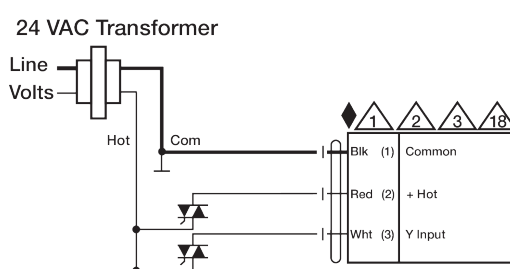 24 VAC Transformer
Line
Volts
Hot
Com
1 2 3 18
Blk (1) Common
Red (2) + Hot
Wht (3) Y Input